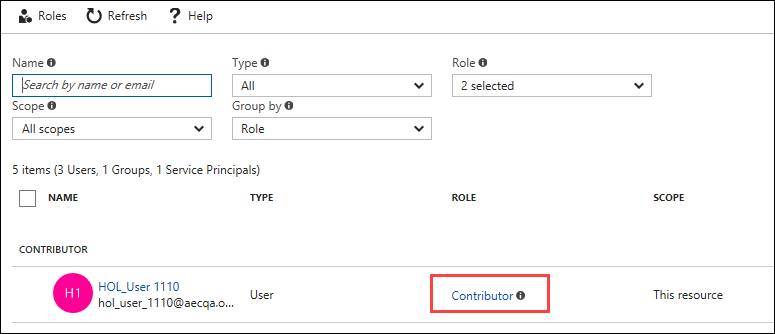 Roles Refresh Help
Name Type Role
Search by name or email All 2 selected
Scope Group by
All scopes Role
5 items (3 Users, 1 Groups, 1 Service Principals)
NAME TYPE ROLE SCOPE
CONTRIBUTOR
H1 HOL_User 1110 User Contributor This resource
hol_user_1110@aecqa.o...